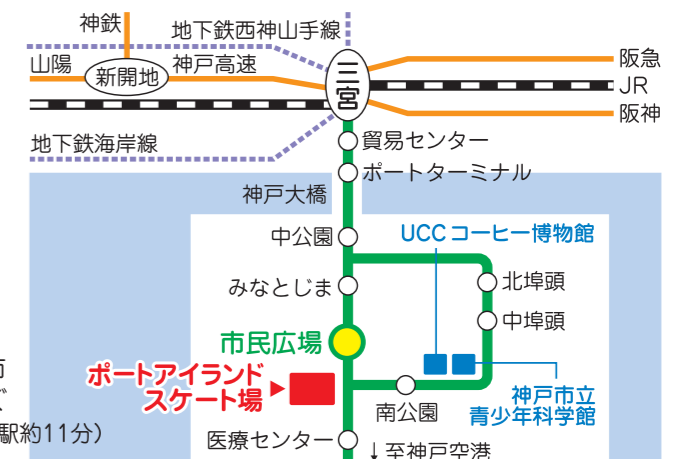 神鉄
地下鉄西神山手線
山陽
新開地
神戸高速
三宮
阪急
JR
阪神
地下鉄海岸線
貿易センター
ポートターミナル
神戸大橋
中公園
UCCコーヒー博物館
みなとじま
北埠頭
中埠頭
市民広場
ポートアイランド
スケート場
南公園
神戸市立
青少年科学館
駅約11分）
医療センター
↓至神戸空港